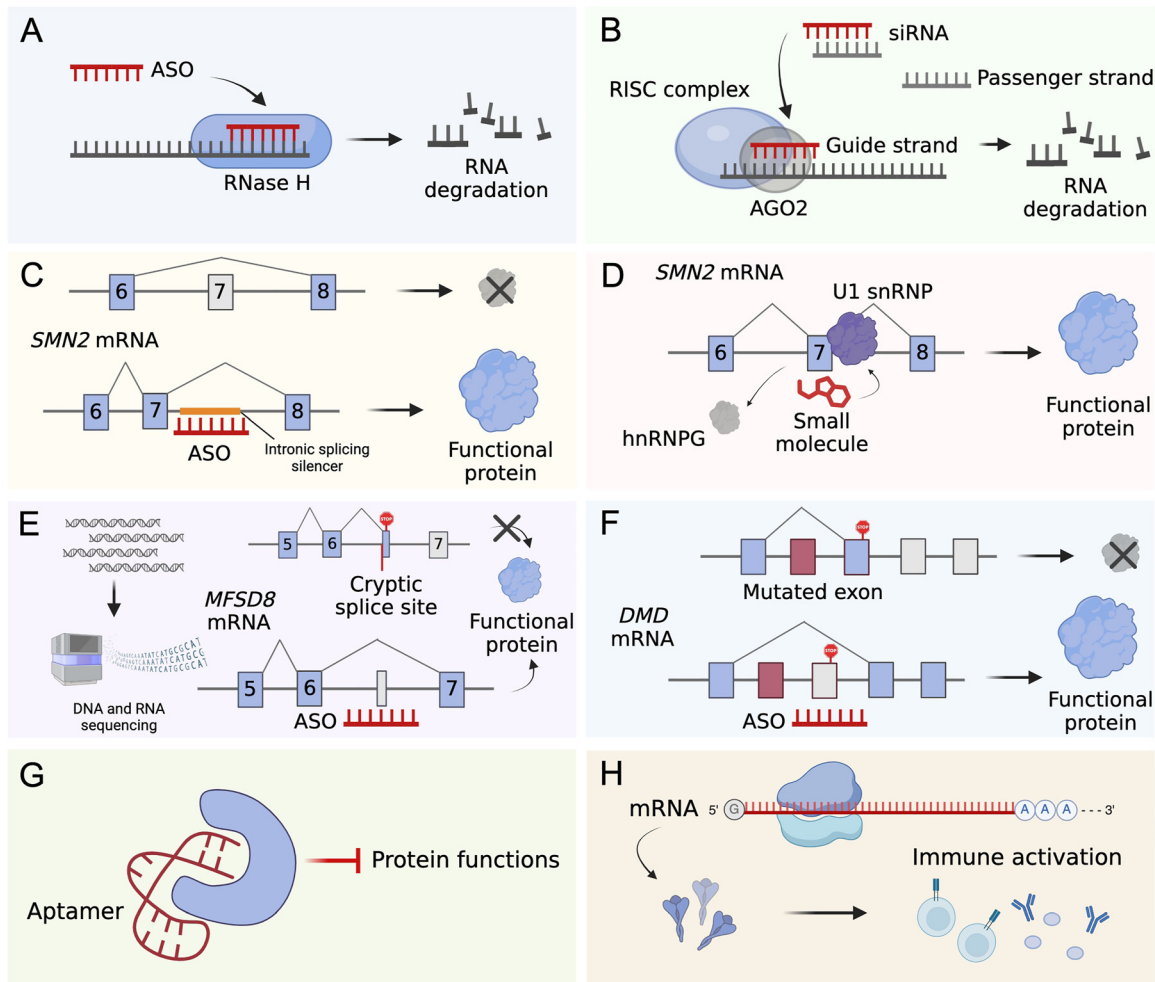 A
ASO
RNase H
RNA
degradation
B
siRNA
Passenger strand
RISC complex
Guide strand
AGO2
RNA
degradation
C
6
7
8
SMN2 mRNA
6
7
8
ASO
Intronic splicing
silencer
Functional
protein
D
SMN2 mRNA
U1 snRNP
6
7
8
hnRNPG
Small
molecule
Functional
protein
E
5
6
STOP
7
Cryptic
splice site
MFSD8
mRNA
Functional
protein
5
6
7
ASO
DNA and RNA
sequencing
F
STOP
Mutated exon
DMD
mRNA
STOP
ASO
Functional
protein
G
Aptamer
Protein functions
H
mRNA
5'
G
A
A
A
---3'
Immune activation